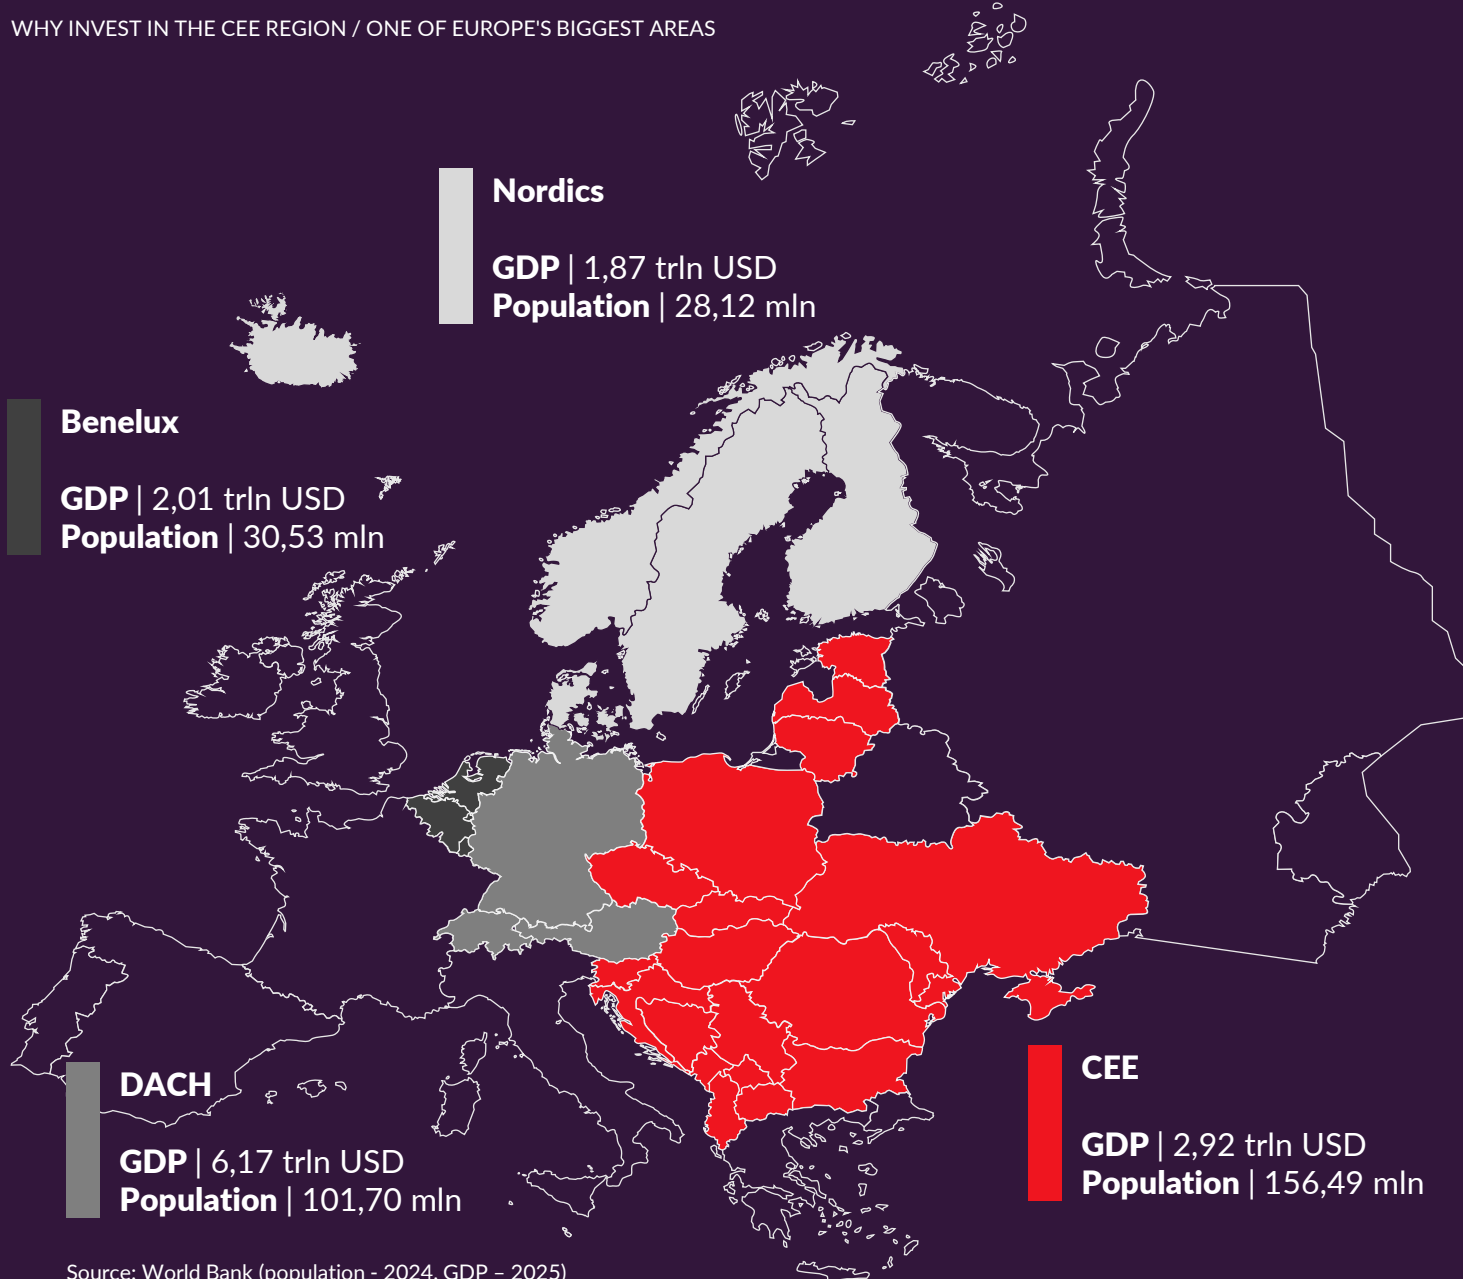 WHY INVEST IN THE CEE REGION / ONE OF EUROPE'S BIGGEST AREAS
Nordics
GDP | 1,87 trln USD
Population | 28,12 mln
Benelux
GDP | 2,01 trln USD
Population | 30,53 mln
DACH
GDP | 6,17 trln USD
Population | 101,70 mln
CEE
GDP | 2,92 trln USD
Population | 156,49 mln
Source: World Bank (population - 2024, GDP – 2025)